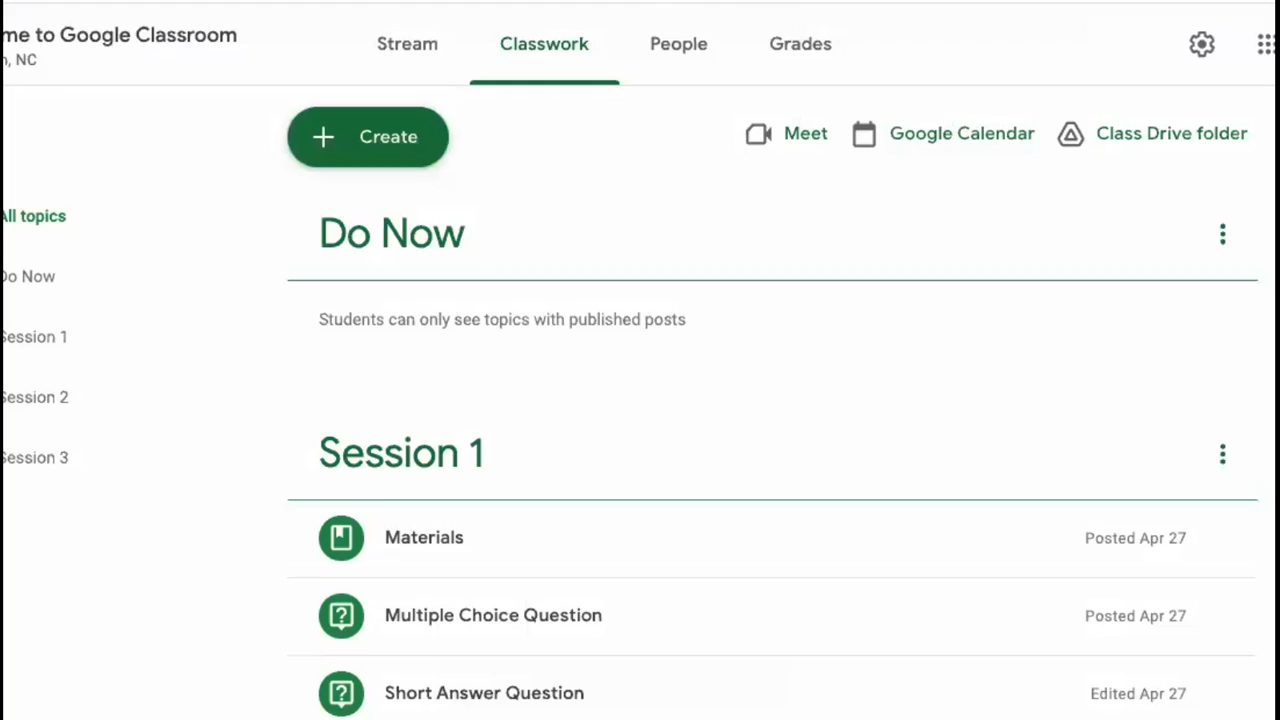 me to Google Classroom
, NC
Stream
Classwork
People
Grades
Create
Meet
Google Calendar
Class Drive folder
All topics
Do Now
Session 1
Session 2
Session 3
Do Now
Students can only see topics with published posts
Session 1
Materials
Posted Apr 27
Multiple Choice Question
Posted Apr 27
Short Answer Question
Edited Apr 27